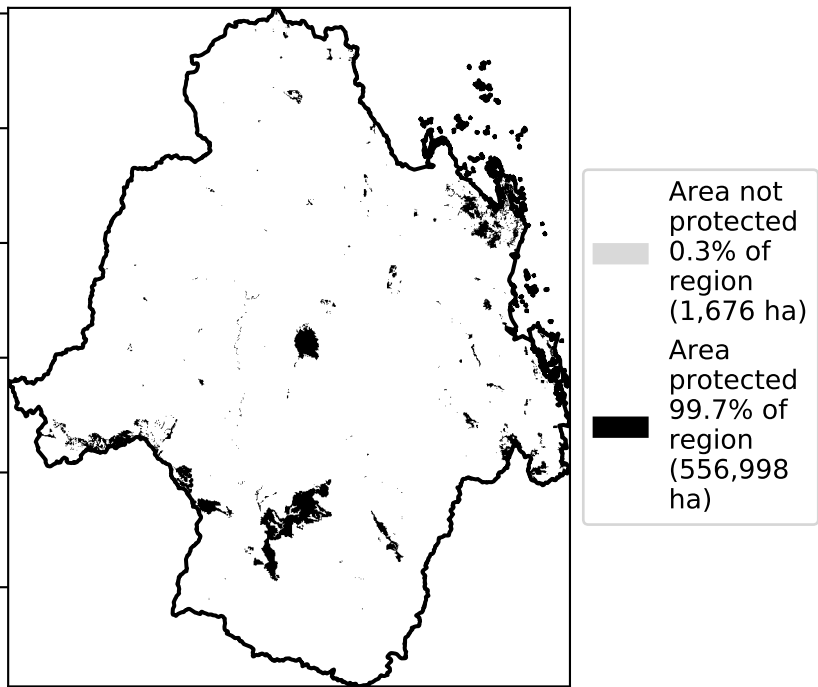 Area not
protected
0.3% of
region
(1,676 ha)
Area
protected
99.7% of
region
(556,998
ha)